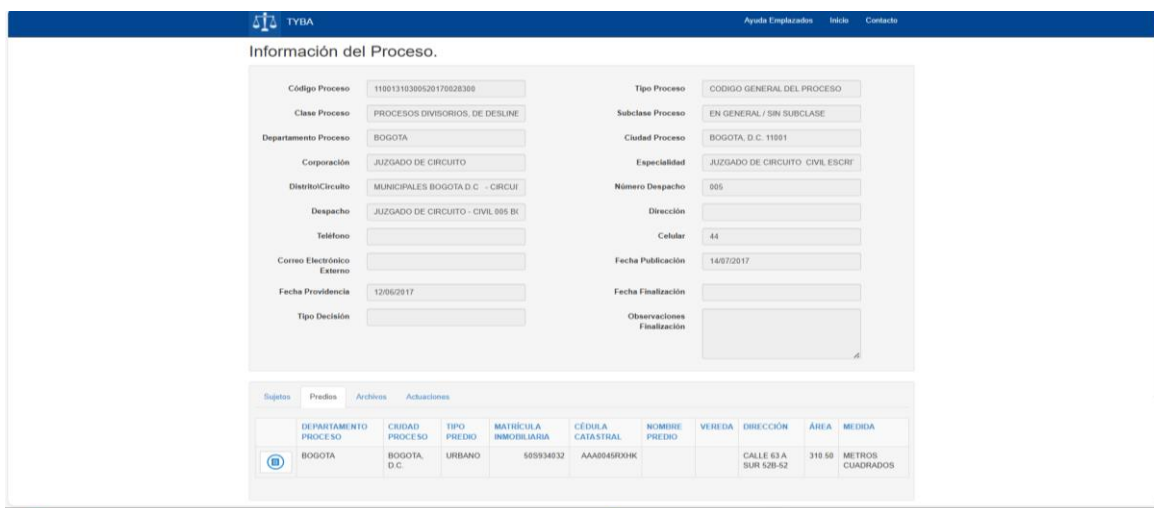 TYBA
Ayuda Emplazados Inicio Contacto
Información del Proceso.
Código Proceso 11001310300520170028300 Tipo Proceso CODIGO GENERAL DEL PROCESO
Clase Proceso PROCESOS DIVISORIOS, DE DESLINE Subclase Proceso EN GENERAL / SIN SUBCLASE
Departamento Proceso BOGOTA Ciudad Proceso BOGOTA, D.C. 11001
Corporación JUZGADO DE CIRCUITO Especialidad JUZGADO DE CIRCUITO CIVIL ESCRI
Distrito\Circuito MUNICIPALES BOGOTA D.C - CIRCUI Número Despacho 005
Despacho JUZGADO DE CIRCUITO - CIVIL 005 B Dirección
Teléfono Celular 44
Correo Electrónico Externo Fecha Publicación 14/07/2017
Fecha Providencia 12/06/2017 Fecha Finalización
Tipo Decisión Observaciones Finalización
Sujetos Predios Archivos Actuaciones
DEPARTAMENTO PROCESO CIUDAD PROCESO TIPO PREDIO MATRÍCULA INMOBILIARIA CÉDULA CATASTRAL NOMBRE PREDIO VEREDA DIRECCIÓN ÁREA MEDIDA
BOGOTA BOGOTA, D.C. URBANO 50S934032 AAA0045RXHK CALLE 63 A SUR 52B-52 310.50 METROS CUADRADOS